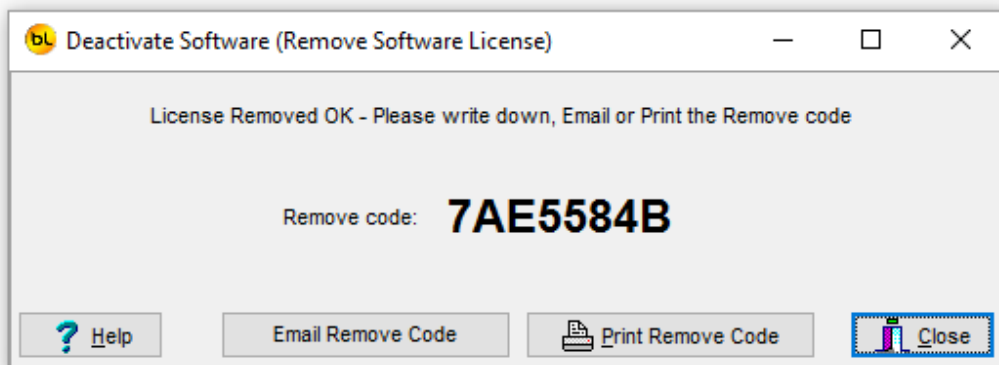 bL Deactivate Software (Remove Software License)
License Removed OK - Please write down, Email or Print the Remove code
Remove code: 7AE5584B
? Help Email Remove Code Print Remove Code Close